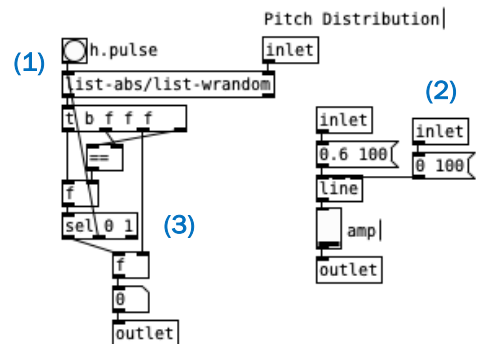 Pitch Distribution
h.pulse
inlet
(1)
list-abs/list-wrandom
(2)
t b f f f
inlet
inlet
==
0.6 100
0 100
f
line
sel 0 1
(3)
amp
f
outlet
0
outlet